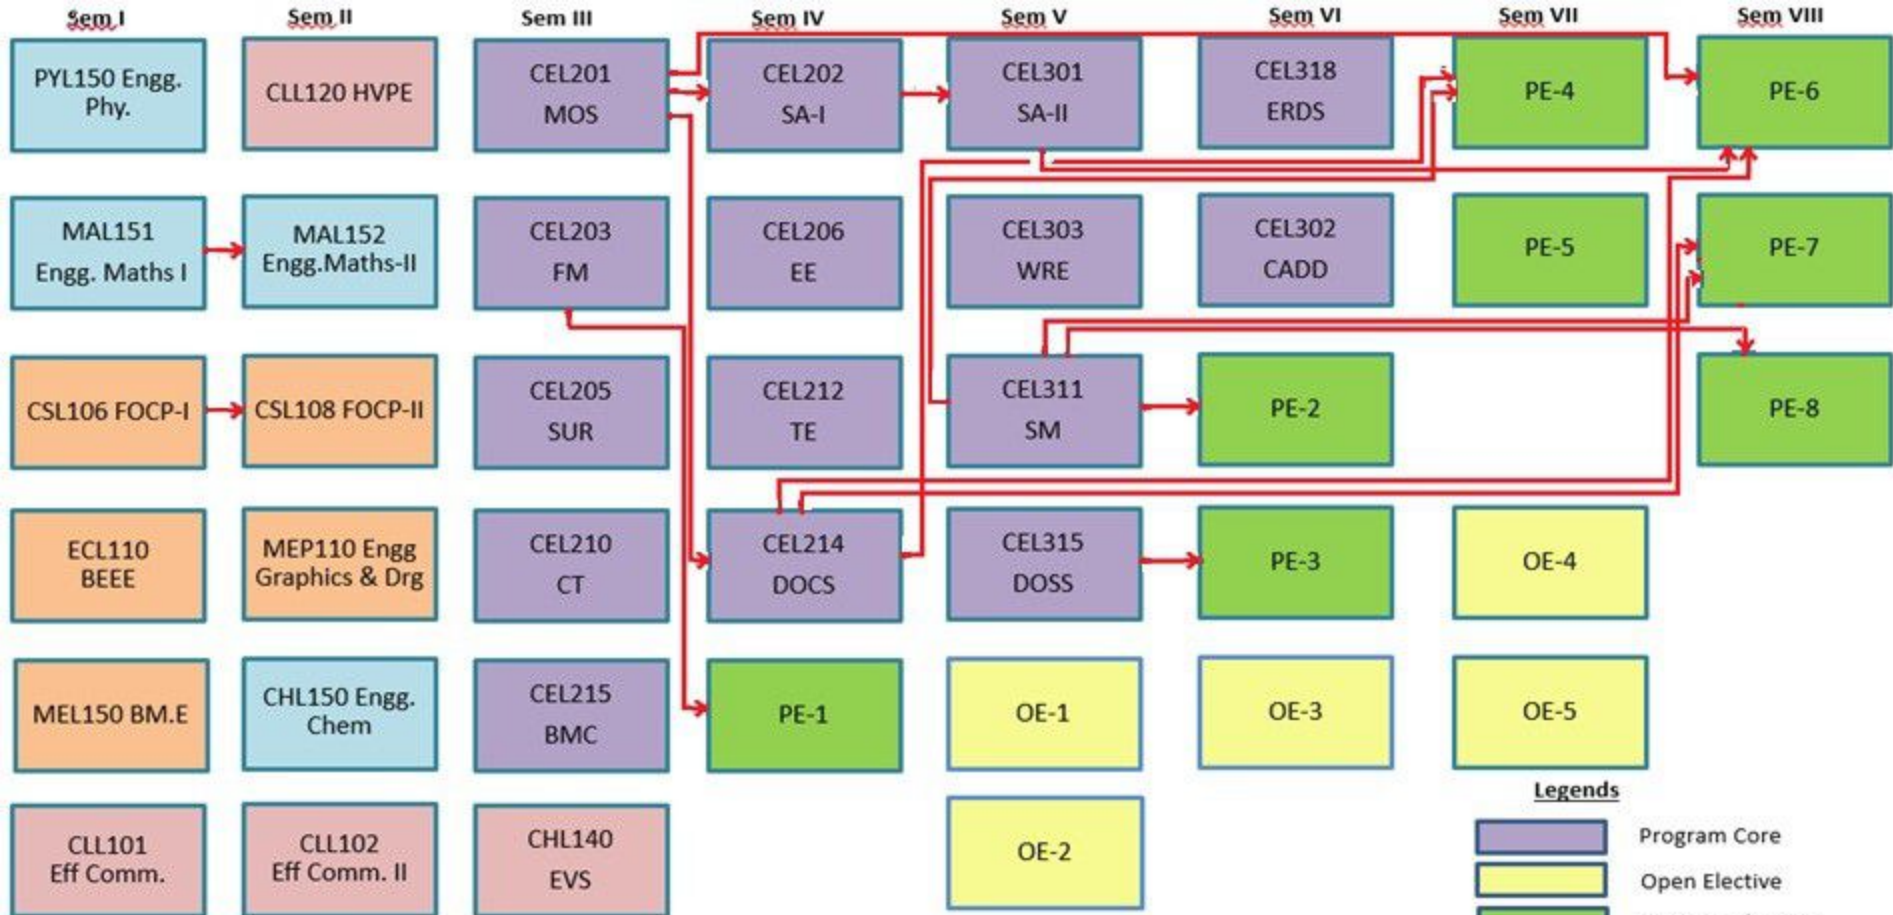 Sem I
Sem II
Sem III
Sem IV
Sem V
Sem VI
Sem VII
Sem VIII
PYL150 Engg.
Phy.
CLL120 HVPE
CEL201
MOS
CEL202
SA-I
CEL301
SA-II
CEL318
ERDS
PE-4
PE-6
MAL151
Engg. Maths I
MAL152
Engg.Maths-II
CEL203
FM
CEL206
EE
CEL303
WRE
CEL302
CADD
PE-5
PE-7
CSL106 FOCP-I
CSL108 FOCP-II
CEL205
SUR
CEL212
TE
CEL311
SM
PE-2
PE-8
ECL110
BEEE
MEP110 Engg
Graphics & Drg
CEL210
CT
CEL214
DOCS
CEL315
DOSS
PE-3
OE-4
MEL150 BM.E
CHL150 Engg.
Chem
CEL215
BMC
PE-1
OE-1
OE-3
OE-5
CLL101
Eff Comm.
CLL102
Eff Comm. II
CHL140
EVS
OE-2
Legends
Program Core
Open Elective